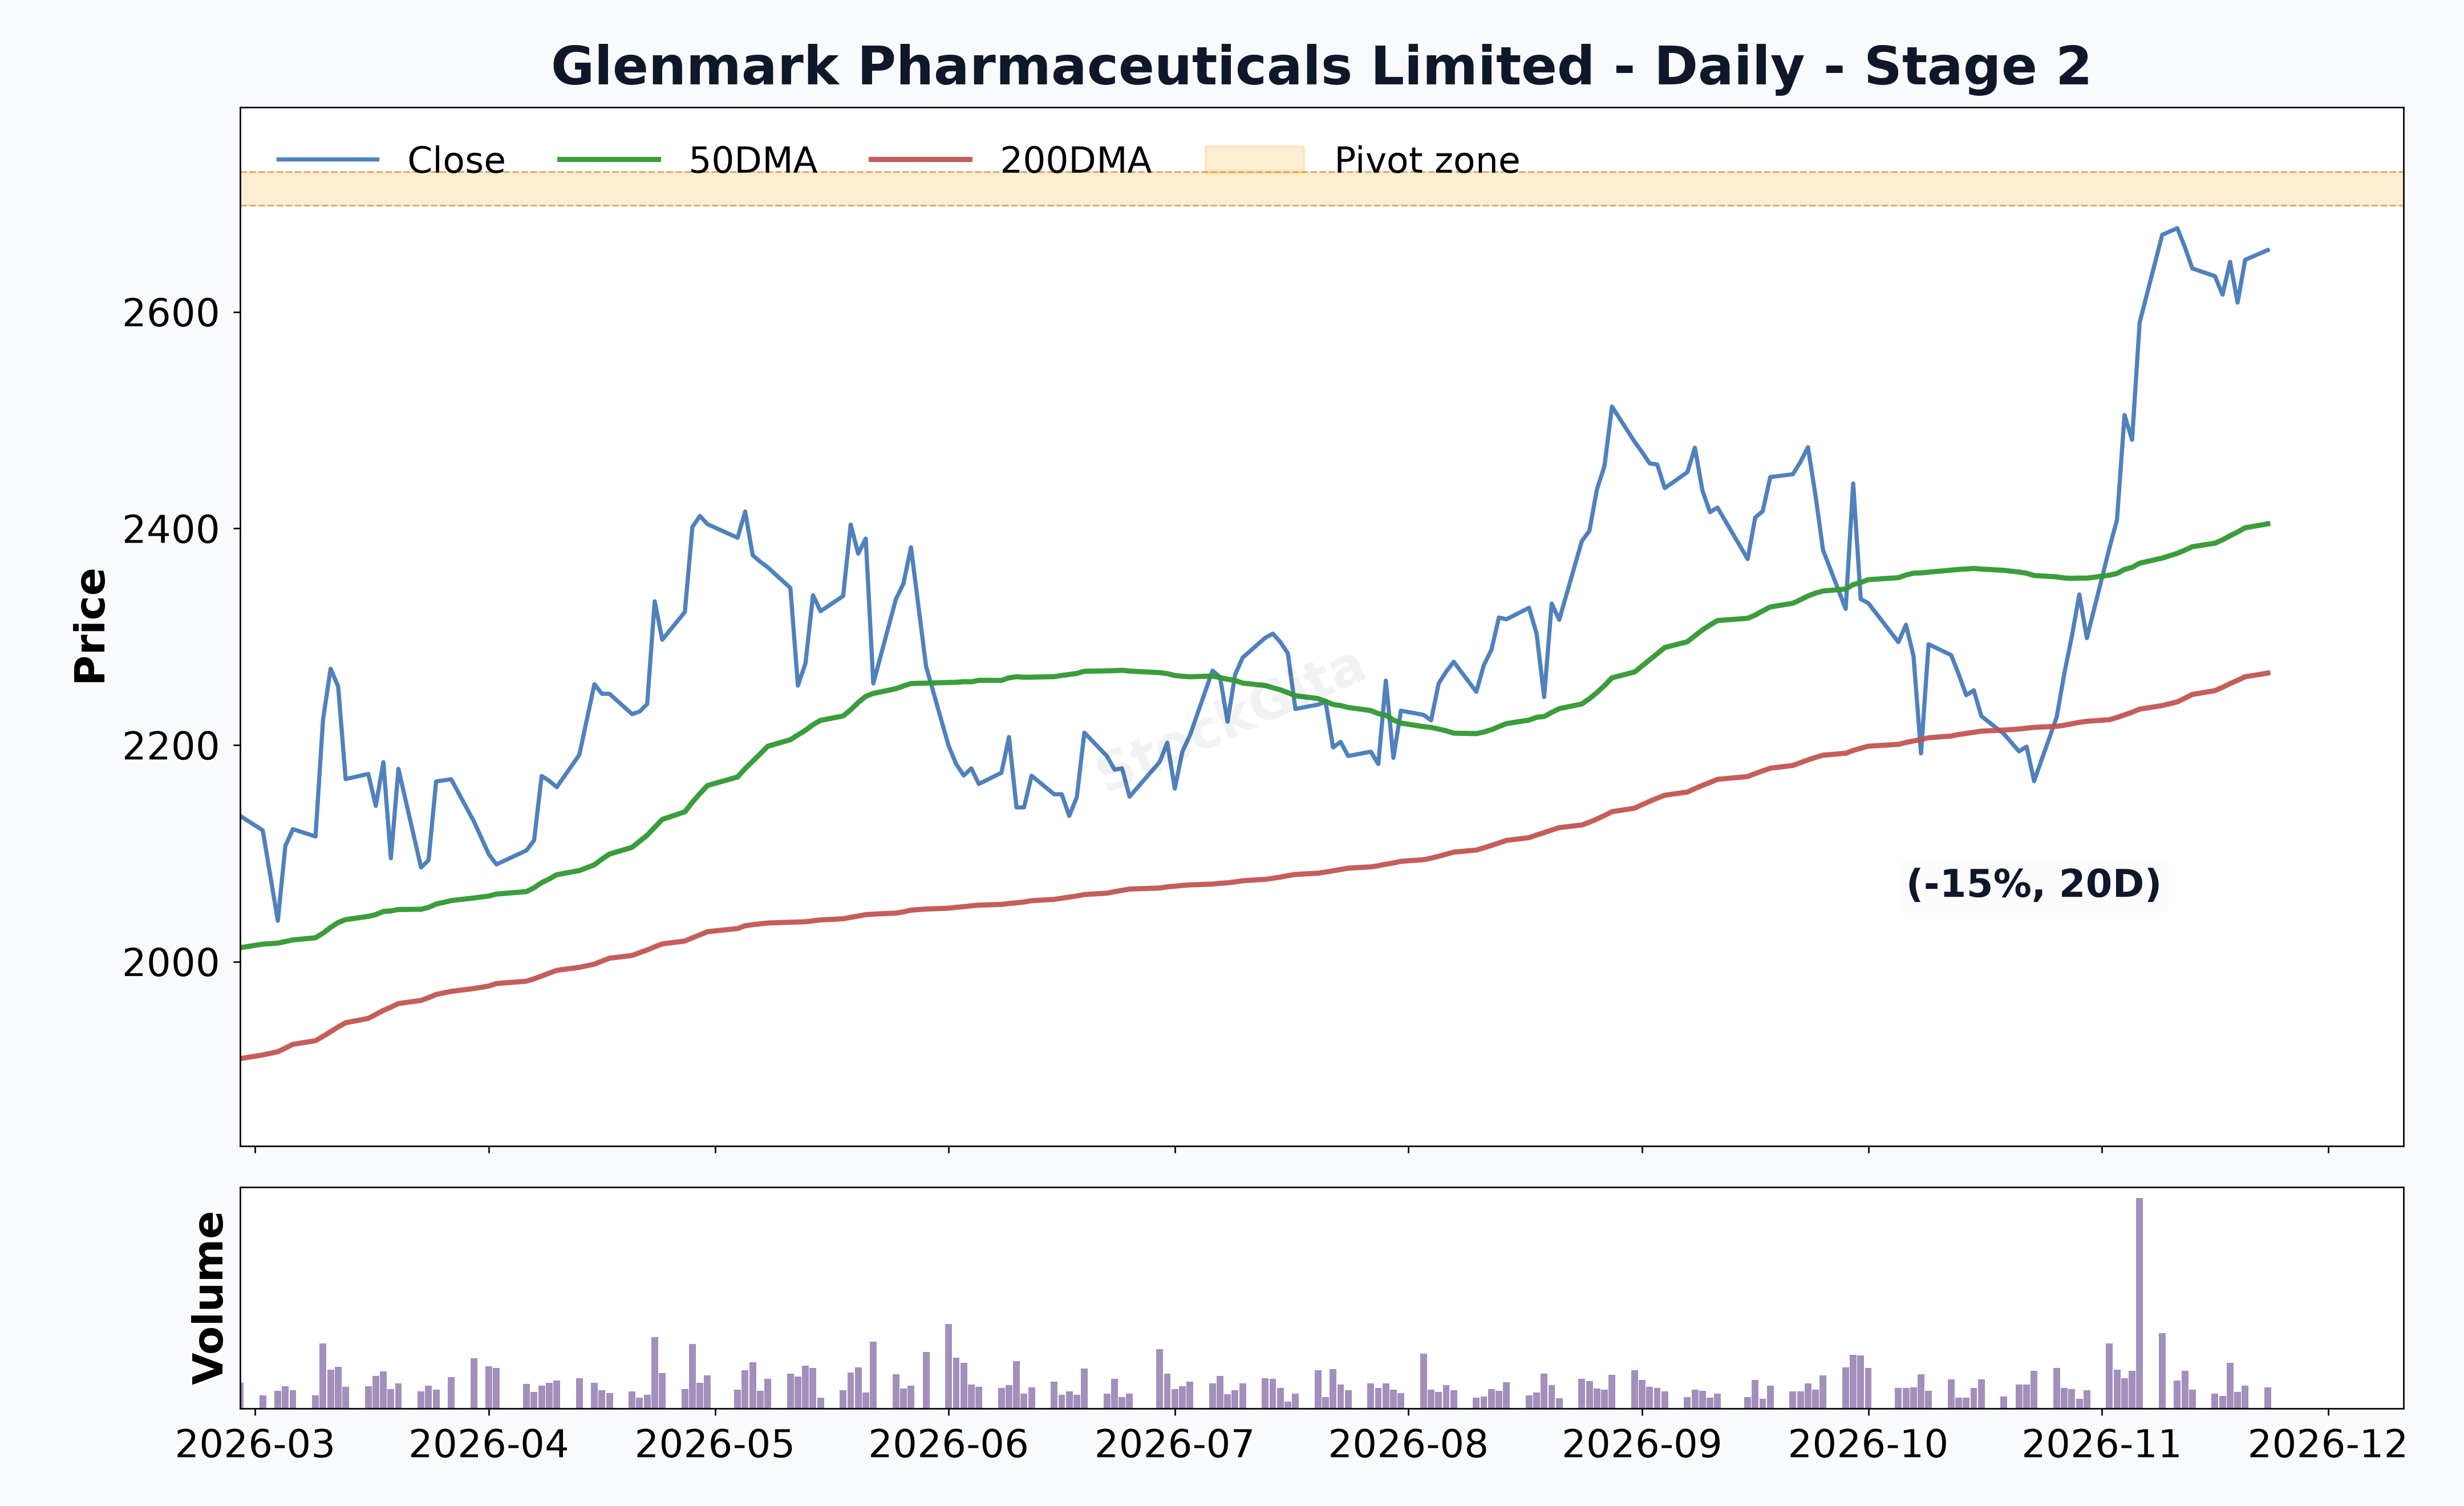 Glenmark Pharmaceuticals Limited - Daily - Stage 2
Close 50DMA 200DMA Pivot zone
2600
2400
2200
2000
Price
StockGita
(-15%, 20D)
Volume
2026-03 2026-04 2026-05 2026-06 2026-07 2026-08 2026-09 2026-10 2026-11 2026-12